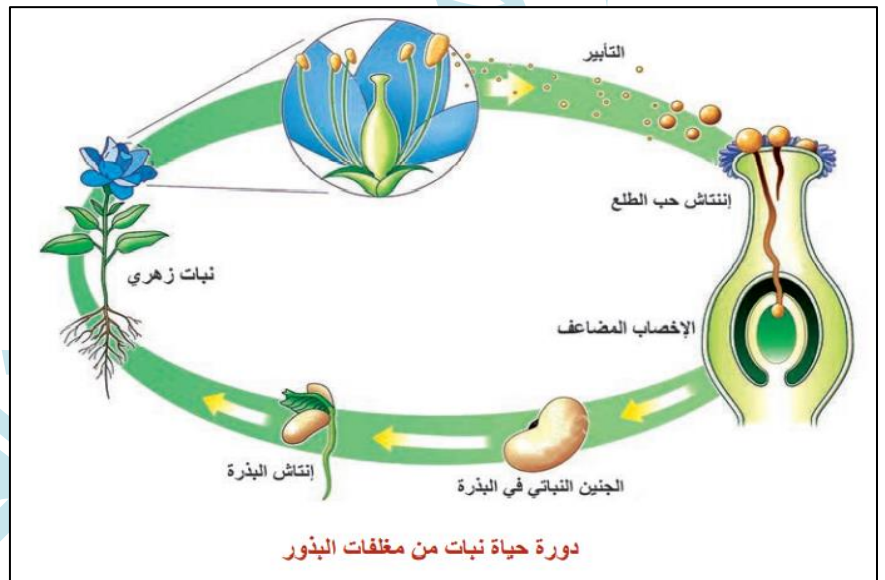 التأبير
إننتاش حب الطلع
نبات زهري
الإخصاب المضاعف
إنتاش البذرة
الجنين النباتي في البذرة
دورة حياة نبات من مغلفات البذور